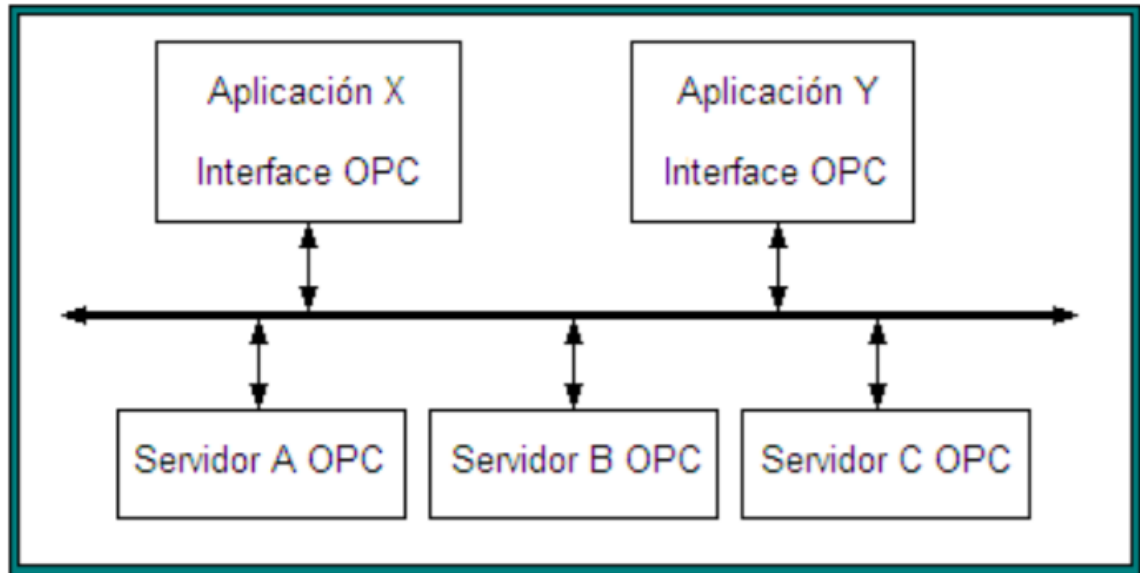 Aplicación X
Interface OPC
Aplicación Y
Interface OPC
Servidor A OPC
Servidor B OPC
Servidor C OPC